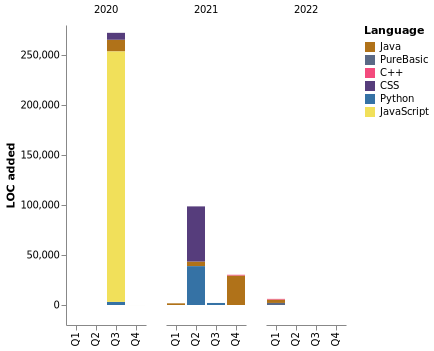 2020 2021 2022
Language
Java
PureBasic
C++
CSS
Python
JavaScript
LOC added
250,000
200,000
150,000
100,000
50,000
0
Q1 Q2 Q3 Q4 Q1 Q2 Q3 Q4 Q1 Q2 Q3 Q4